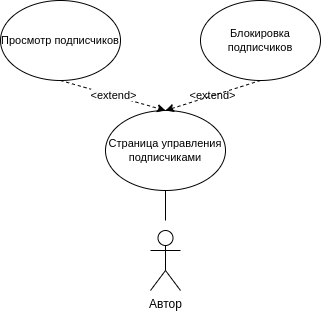 Просмотр подписчиков
Блокировка
подписчиков
<extend>
<extend>
Страница управления
подписчиками
Автор